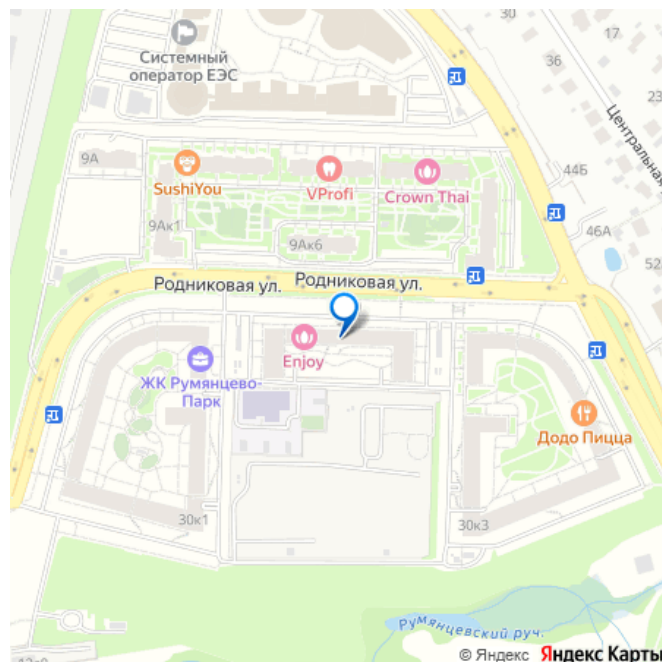 30
17
Системный
оператор ЕЭС
36
23
Центральная
9А
SushiYou
VProfi
Crown Thai
44Б
9Ак1
9Ак6
46А
52
Родниковая ул.
Родниковая ул.
Enjoy
ЖК Румянцево-
Парк
Додо Пицца
30к1
30к3
Румянцевский руч.
© Яндекс Яндекс Карты